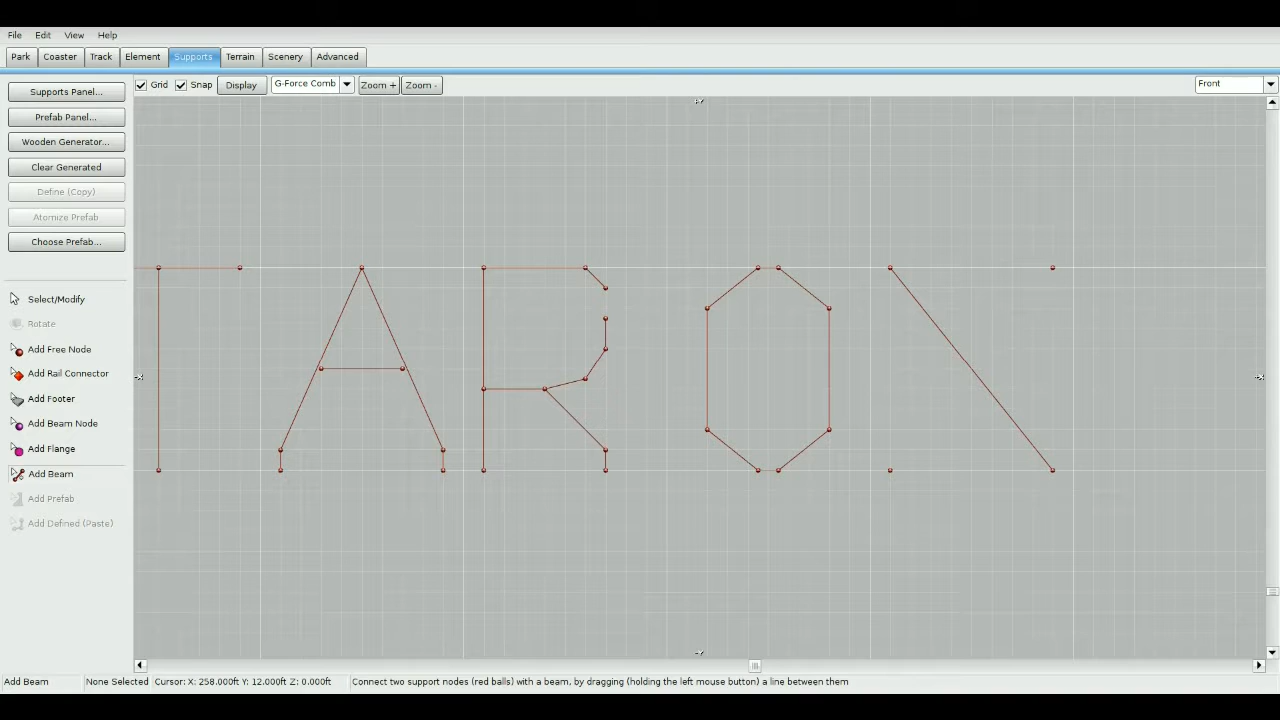 File Edit View Help
Park Coaster Track Element Supports Terrain Scenery Advanced
Supports Panel... Grid Snap Display G-Force Comb Zoom + Zoom - Front
Prefab Panel...
Wooden Generator...
Clear Generated
Define (Copy)
Atomize Prefab
Choose Prefab...
TARON
Select/Modify
Rotate
Add Free Node
Add Rail Connector
Add Footer
Add Beam Node
Add Flange
Add Beam
Add Prefab
Add Defined (Paste)
Add Beam None Selected Cursor: X: 258.000ft Y: 12.000ft Z: 0.000ft Connect two support nodes (red balls) with a beam, by dragging (holding the left mouse button) a line between them